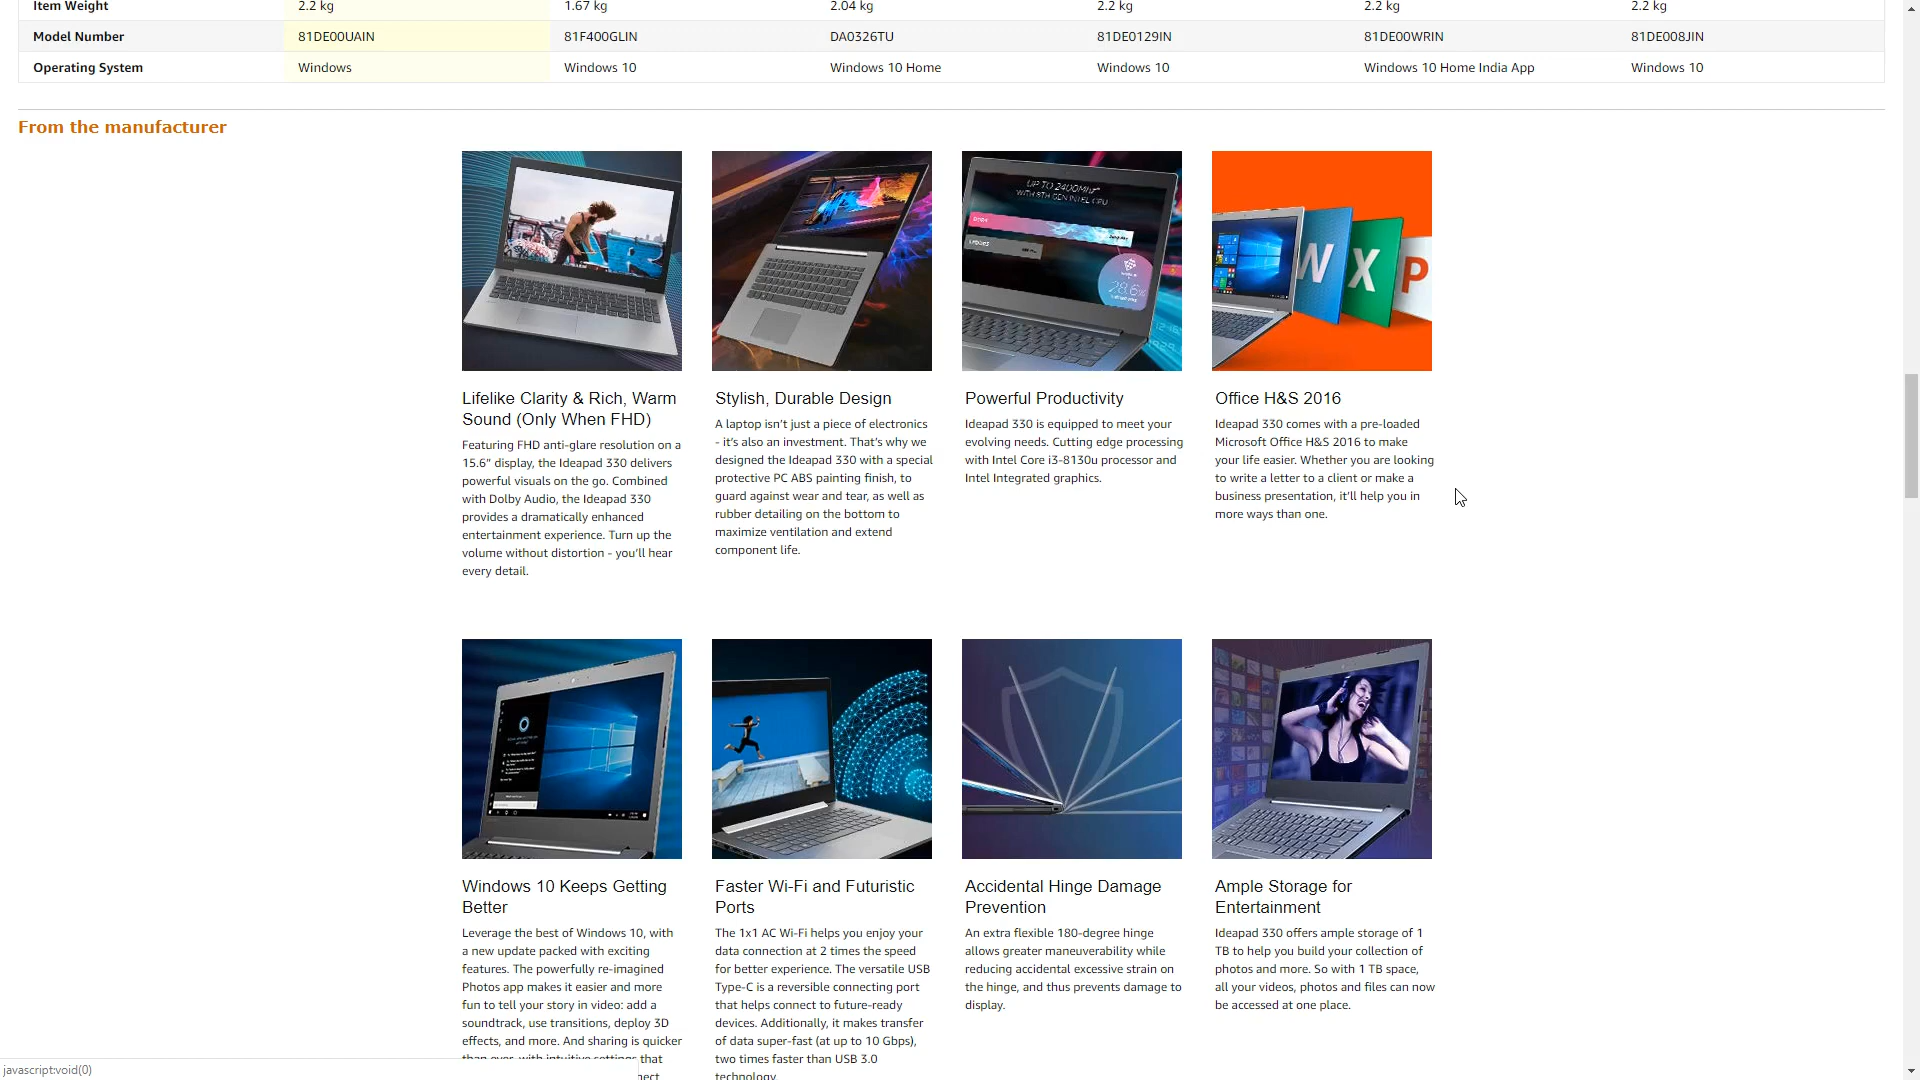 Item Weight 2.2 kg 1.67 kg 2.04 kg 2.2 kg 2.2 kg 2.2 kg
Model Number 81DE00UAIN 81F400GLIN DA0326TU 81DE0129IN 81DE00WRIN 81DE008JIN
Operating System Windows Windows 10 Windows 10 Home Windows 10 Windows 10 Home India App Windows 10
From the manufacturer
UP TO 2400MHz
WITH 8TH GEN INTEL CPU
28.6%
W X P
Lifelike Clarity & Rich, Warm
Sound (Only When FHD)
Featuring FHD anti-glare resolution on a
15.6” display, the Ideapad 330 delivers
powerful visuals on the go. Combined
with Dolby Audio, the Ideapad 330
provides a dramatically enhanced
entertainment experience. Turn up the
volume without distortion - you’ll hear
every detail.
Stylish, Durable Design
A laptop isn’t just a piece of electronics
- it’s also an investment. That’s why we
designed the Ideapad 330 with a special
protective PC ABS painting finish, to
guard against wear and tear, as well as
rubber detailing on the bottom to
maximize ventilation and extend
component life.
Powerful Productivity
Ideapad 330 is equipped to meet your
evolving needs. Cutting edge processing
with Intel Core i3-8130u processor and
Intel Integrated graphics.
Office H&S 2016
Ideapad 330 comes with a pre-loaded
Microsoft Office H&S 2016 to make
your life easier. Whether you are looking
to write a letter to a client or make a
business presentation, it’ll help you in
more ways than one.
Windows 10 Keeps Getting
Better
Leverage the best of Windows 10, with
a new update packed with exciting
features. The powerfully re-imagined
Photos app makes it easier and more
fun to tell your story in video: add a
soundtrack, use transitions, deploy 3D
effects, and more. And sharing is quicker
than ever, with intuitive settings that
Faster Wi-Fi and Futuristic
Ports
The 1x1 AC Wi-Fi helps you enjoy your
data connection at 2 times the speed
for better experience. The versatile USB
Type-C is a reversible connecting port
that helps connect to future-ready
devices. Additionally, it makes transfer
of data super-fast (at up to 10 Gbps),
two times faster than USB 3.0
technology.
Accidental Hinge Damage
Prevention
An extra flexible 180-degree hinge
allows greater maneuverability while
reducing accidental excessive strain on
the hinge, and thus prevents damage to
display.
Ample Storage for
Entertainment
Ideapad 330 offers ample storage of 1
TB to help you build your collection of
photos and more. So with 1 TB space,
all your videos, photos and files can now
be accessed at one place.
javascript:void(0)